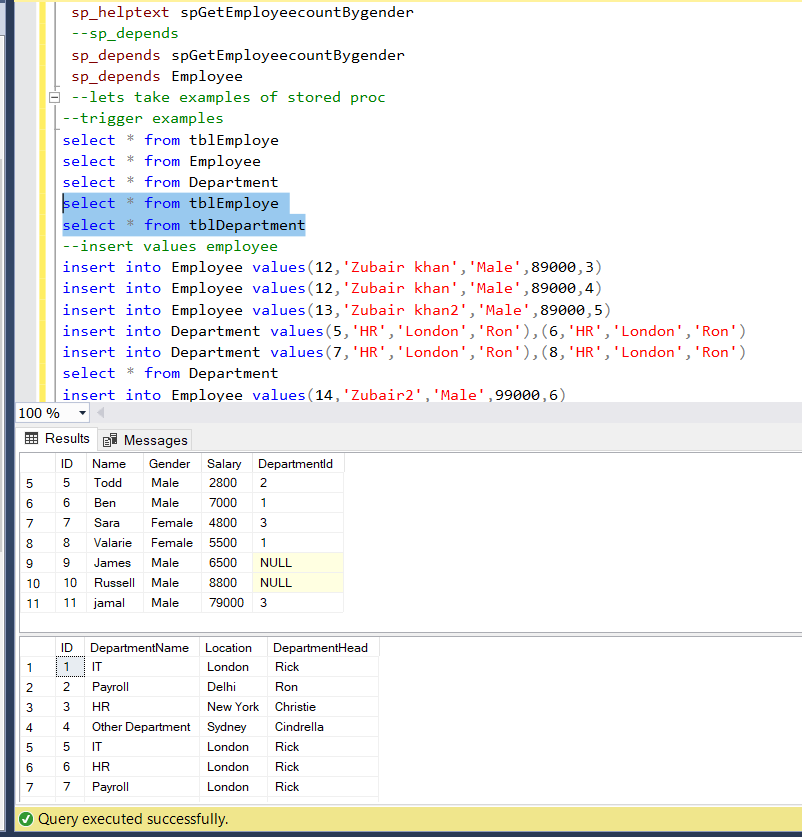 sp_helptext spGetEmployeecountBygender
--sp_depends
sp_depends spGetEmployeecountBygender
sp_depends Employee
--lets take examples of stored proc
--trigger examples
select * from tblEmploye
select * from Employee
select * from Department
select * from tblEmploye
select * from tblDepartment
--insert values employee
insert into Employee values(12,'Zubair khan','Male',89000,3)
insert into Employee values(12,'Zubair khan','Male',89000,4)
insert into Employee values(13,'Zubair khan2','Male',89000,5)
insert into Department values(5,'HR','London','Ron'),(6,'HR','London','Ron')
insert into Department values(7,'HR','London','Ron'),(8,'HR','London','Ron')
select * from Department
insert into Employee values(14,'Zubair2','Male',99000,6)
100 %
Results Messages
ID Name Gender Salary DepartmentId
5 5 Todd Male 2800 2
6 6 Ben Male 7000 1
7 7 Sara Female 4800 3
8 8 Valarie Female 5500 1
9 9 James Male 6500 NULL
10 10 Russell Male 8800 NULL
11 11 jamal Male 79000 3
ID DepartmentName Location DepartmentHead
1 1 IT London Rick
2 2 Payroll Delhi Ron
3 3 HR New York Christie
4 4 Other Department Sydney Cindrella
5 5 IT London Rick
6 6 HR London Rick
7 7 Payroll London Rick
Query executed successfully.